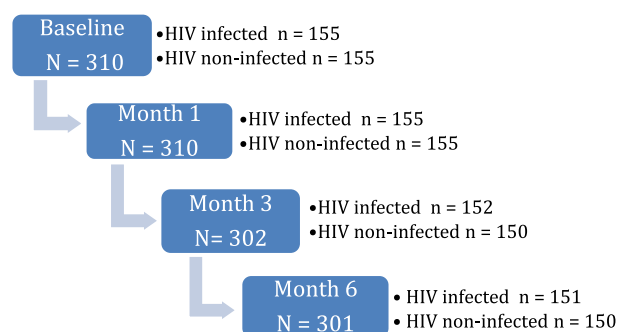 Baseline
N = 310
•HIV infected n = 155
•HIV non-infected n = 155
Month 1
N = 310
•HIV infected n = 155
•HIV non-infected n = 155
Month 3
N= 302
•HIV infected n = 152
•HIV non-infected n = 150
Month 6
N = 301
• HIV infected n = 151
• HIV non-infected n = 150